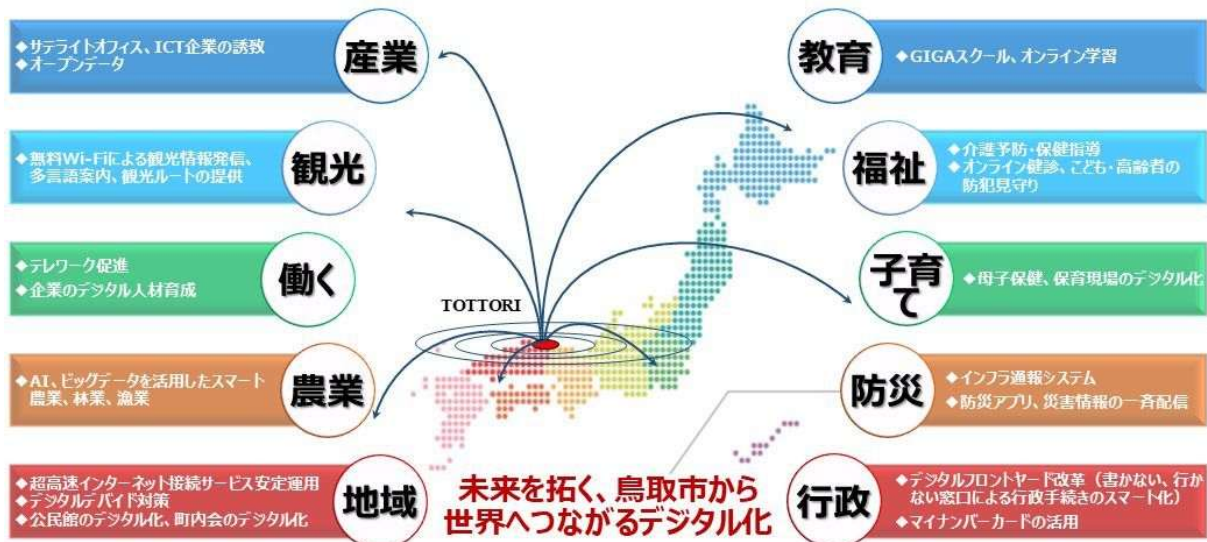 ◆サテライトオフィス、ICT企業の誘致
◆オープンデータ
産業
◆無料Wi-Fiによる観光情報発信、
多言語案内、観光ルートの提供
観光
◆テレワーク促進
◆企業のデジタル人材育成
働く
◆AI、ビッグデータを活用したスマート
農業、林業、漁業
農業
◆超高速インターネット接続サービス安定運用
◆デジタルデバイド対策
◆公民館のデジタル化、町内会のデジタル化
地域
TOTTORI
未来を拓く、鳥取市から
世界へつながるデジタル化
教育
◆GIGAスクール、オンライン学習
福祉
◆介護予防・保健指導
◆オンライン健診、こども・高齢者の
防犯見守り
子育
て
◆母子保健、保育現場のデジタル化
防災
◆インフラ通報システム
◆防災アプリ、災害情報の一斉配信
行政
◆デジタルフロントヤード改革（書かない、行か
ない窓口による行政手続きのスマート化）
◆マイナンバーカードの活用